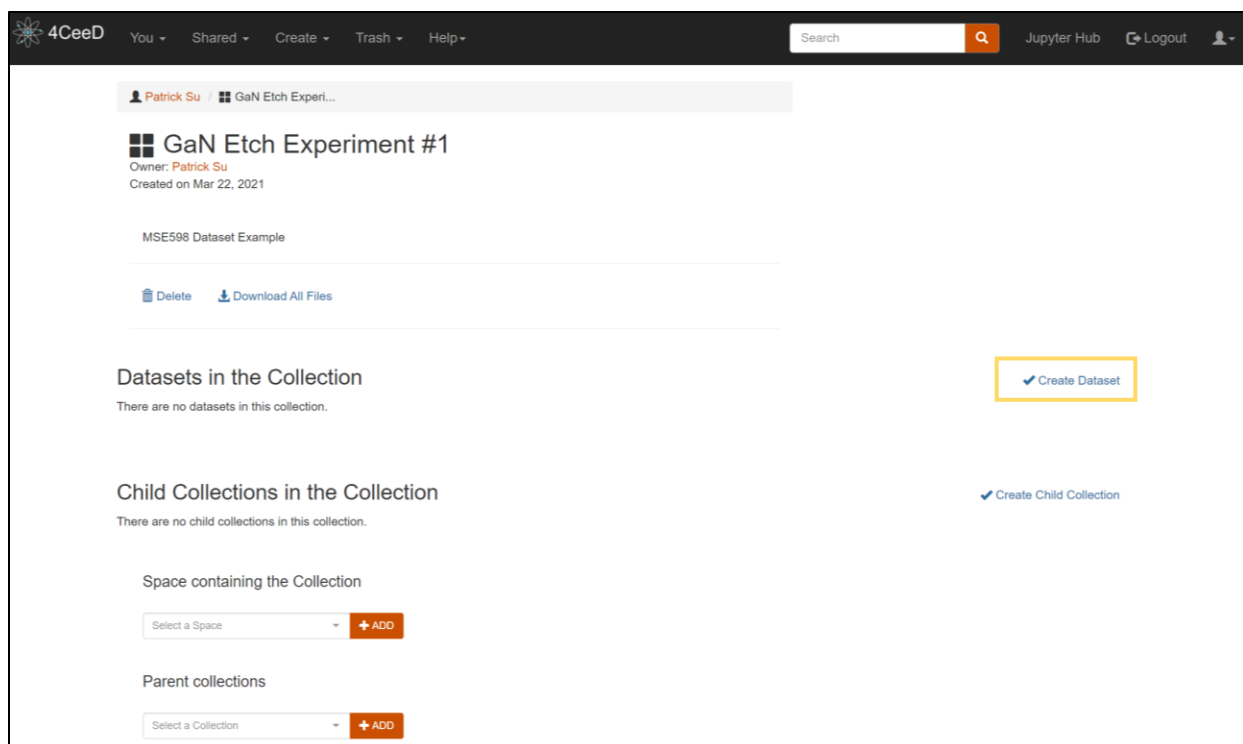 4CeeD You Shared Create Trash Help Search Jupyter Hub Logout
Patrick Su / GaN Etch Experi...
GaN Etch Experiment #1
Owner: Patrick Su
Created on Mar 22, 2021
MSE598 Dataset Example
Delete Download All Files
Datasets in the Collection Create Dataset
There are no datasets in this collection.
Child Collections in the Collection Create Child Collection
There are no child collections in this collection.
Space containing the Collection
Select a Space + ADD
Parent collections
Select a Collection + ADD